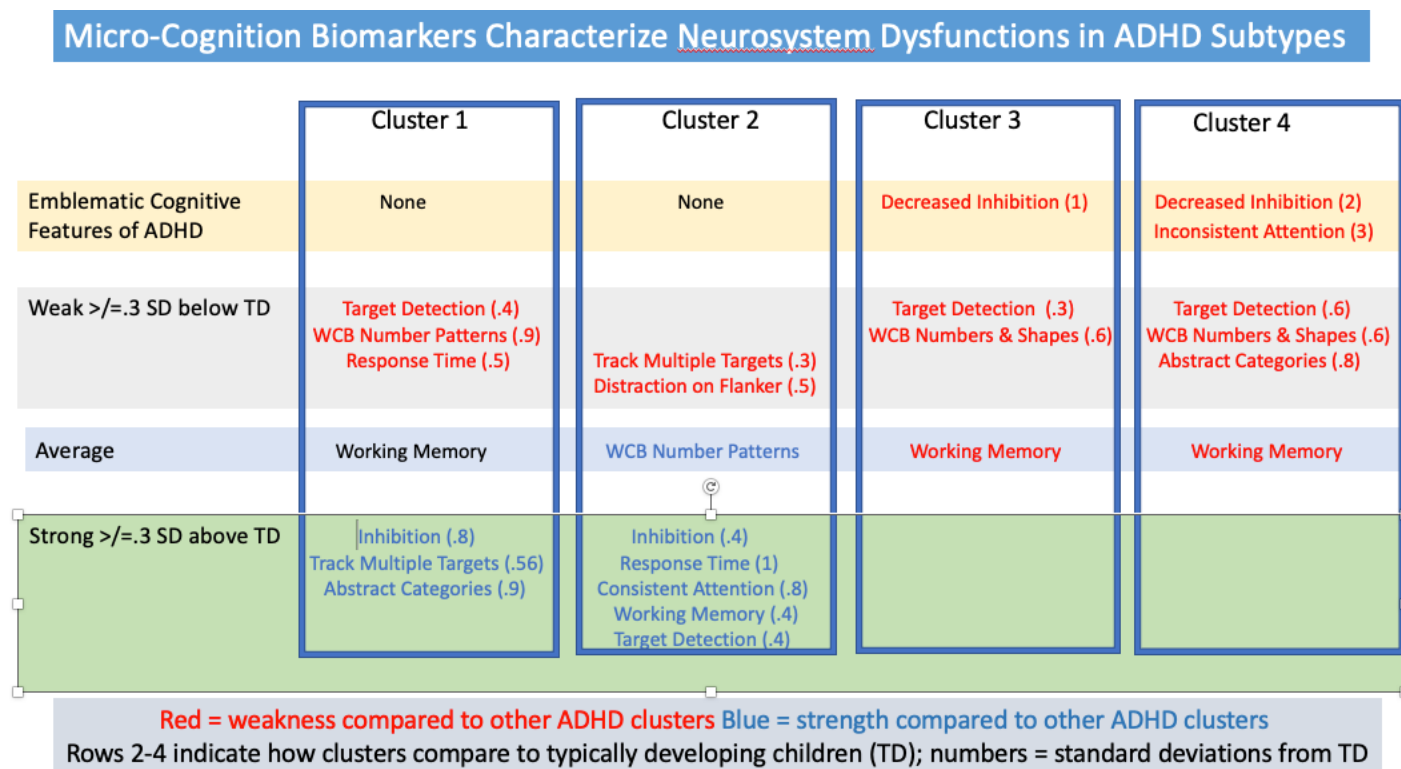 Micro-Cognition Biomarkers Characterize Neurosystem Dysfunctions in ADHD Subtypes
Cluster 1
Cluster 2
Cluster 3
Cluster 4
Emblematic Cognitive
Features of ADHD
None
None
Decreased Inhibition (1)
Decreased Inhibition (2)
Inconsistent Attention (3)
Weak >/=.3 SD below TD
Target Detection (.4)
WCB Number Patterns (.9)
Response Time (.5)
Track Multiple Targets (.3)
Distraction on Flanker (.5)
Target Detection (.3)
WCB Numbers & Shapes (.6)
Target Detection (.6)
WCB Numbers & Shapes (.6)
Abstract Categories (.8)
Average
Working Memory
WCB Number Patterns
Working Memory
Working Memory
Strong >/=.3 SD above TD
Inhibition (.8)
Track Multiple Targets (.56)
Abstract Categories (.9)
Inhibition (.4)
Response Time (1)
Consistent Attention (.8)
Working Memory (.4)
Target Detection (.4)
Red = weakness compared to other ADHD clusters Blue = strength compared to other ADHD clusters
Rows 2-4 indicate how clusters compare to typically developing children (TD); numbers = standard deviations from TD